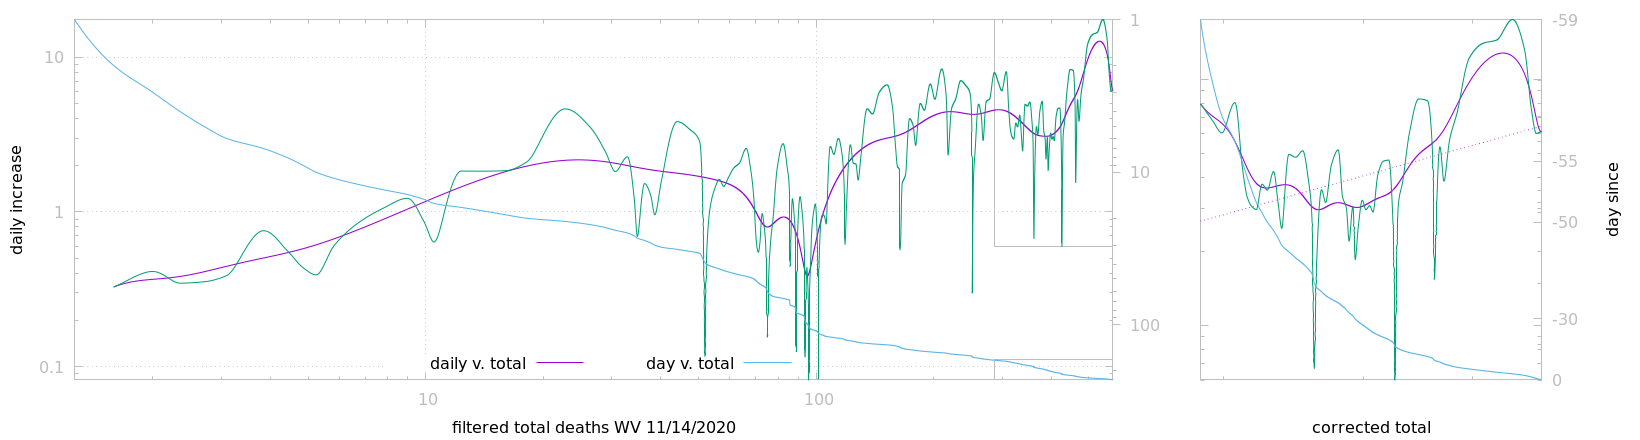 1
-59
10
10
-55
daily increase
1
-50
day since
-30
100
0.1
daily v. total
day v. total
0
10
100
filtered total deaths WV 11/14/2020
corrected total